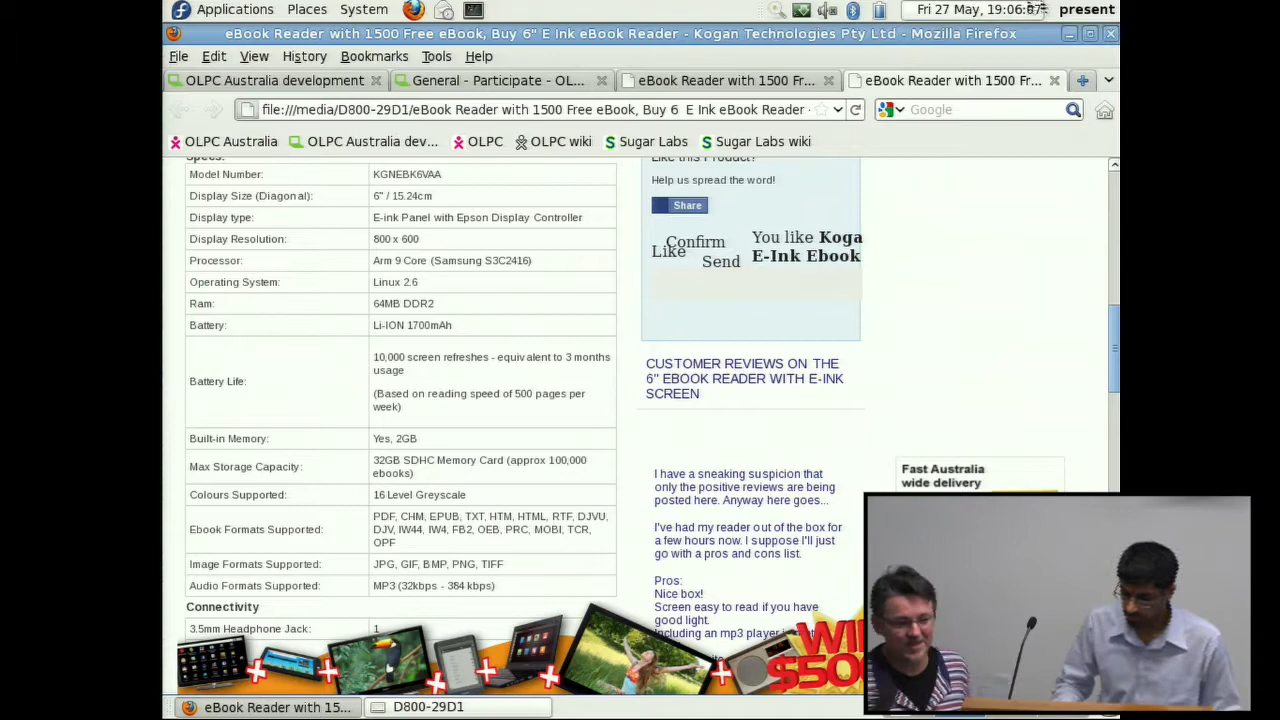 Applications Places System
Fri 27 May, 19:06:
present
eBook Reader with 1500 Free eBook, Buy 6" E Ink eBook Reader - Kogan Technologies Pty Ltd - Mozilla Firefox
File Edit View History Bookmarks Tools Help
OLPC Australia development
General - Participate - OL...
eBook Reader with 1500 Fr...
eBook Reader with 1500 Fr...
file:///media/D800-29D1/eBook Reader with 1500 Free eBook, Buy 6 E Ink eBook Reader -
Google
OLPC Australia
OLPC Australia dev...
OLPC
OLPC wiki
Sugar Labs
Sugar Labs wiki
Specs:
Model Number: KGNEBK6VAA
Display Size (Diagonal): 6" / 15.24cm
Display type: E-ink Panel with Epson Display Controller
Display Resolution: 800 x 600
Processor: Arm 9 Core (Samsung S3C2416)
Operating System: Linux 2.6
Ram: 64MB DDR2
Battery: Li-ION 1700mAh
Battery Life: 10,000 screen refreshes - equivalent to 3 months
usage
(Based on reading speed of 500 pages per
week)
Built-in Memory: Yes, 2GB
Max Storage Capacity: 32GB SDHC Memory Card (approx 100,000
ebooks)
Colours Supported: 16 Level Greyscale
Ebook Formats Supported: PDF, CHM, EPUB, TXT, HTM, HTML, RTF, DJVU,
DJV, IW44, IW4, FB2, OEB, PRC, MOBI, TCR,
OPF
Image Formats Supported: JPG, GIF, BMP, PNG, TIFF
Audio Formats Supported: MP3 (32kbps - 384 kbps)
Connectivity
3.5mm Headphone Jack: 1
Like this Product?
Help us spread the word!
Share
Like
Confirm
Send
You like Koga
E-Ink Ebook
CUSTOMER REVIEWS ON THE
6" EBOOK READER WITH E-INK
SCREEN
I have a sneaking suspicion that
only the positive reviews are being
posted here. Anyway here goes...
I've had my reader out of the box for
a few hours now. I suppose I'll just
go with a pros and cons list.
Pros:
Nice box!
Screen easy to read if you have
good light.
Including an mp3 player is
Fast Australia
wide delivery
WI
$500
eBook Reader with 15...
D800-29D1